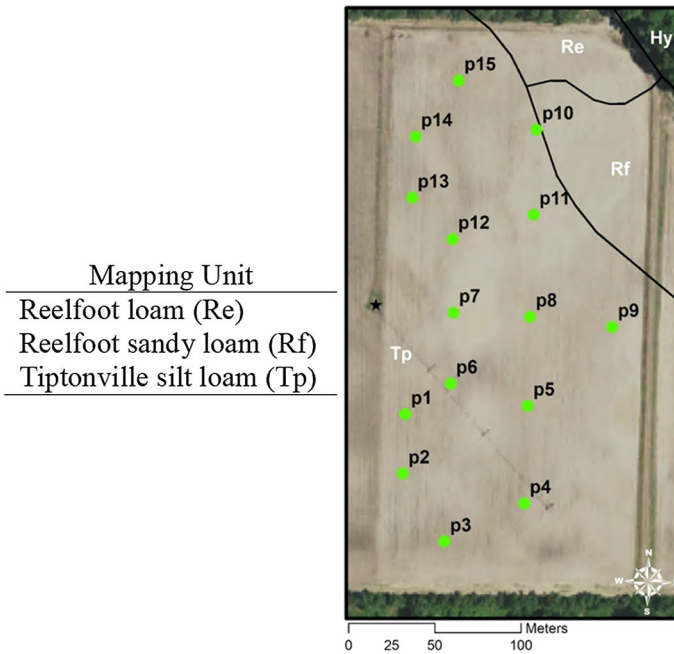 Mapping Unit
Reelfoot loam (Re)
Reelfoot sandy loam (Rf)
Tiptonville silt loam (Tp)
Re
Hy
p15
p10
p14
Rf
p13
p11
p12
p7
p8
p9
Tp
p6
p1
p5
p2
p4
p3
N
W
S
Meters
0 25 50 100